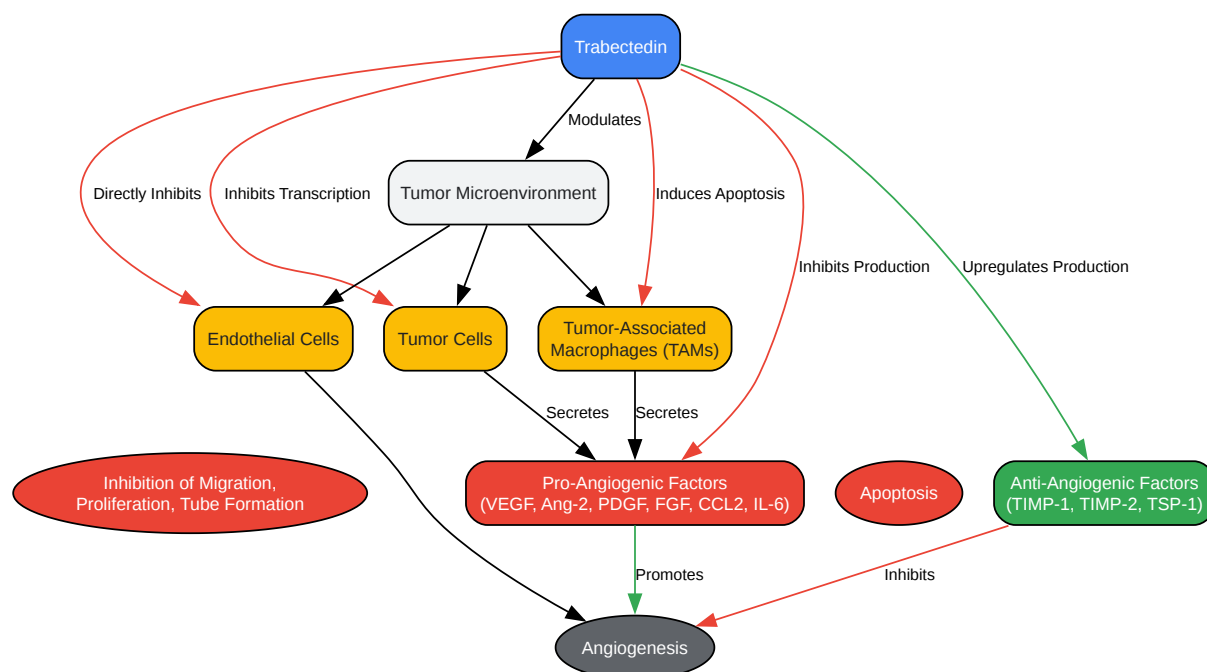 Trabectedin
Modulates
Tumor Microenvironment
Directly Inhibits
Inhibits Transcription
Induces Apoptosis
Inhibits Production
Upregulates Production
Endothelial Cells
Tumor Cells
Tumor-Associated
Macrophages (TAMs)
Secretes
Secretes
Inhibition of Migration,
Proliferation, Tube Formation
Pro-Angiogenic Factors
(VEGF, Ang-2, PDGF, FGF, CCL2, IL-6)
Apoptosis
Anti-Angiogenic Factors
(TIMP-1, TIMP-2, TSP-1)
Promotes
Inhibits
Angiogenesis